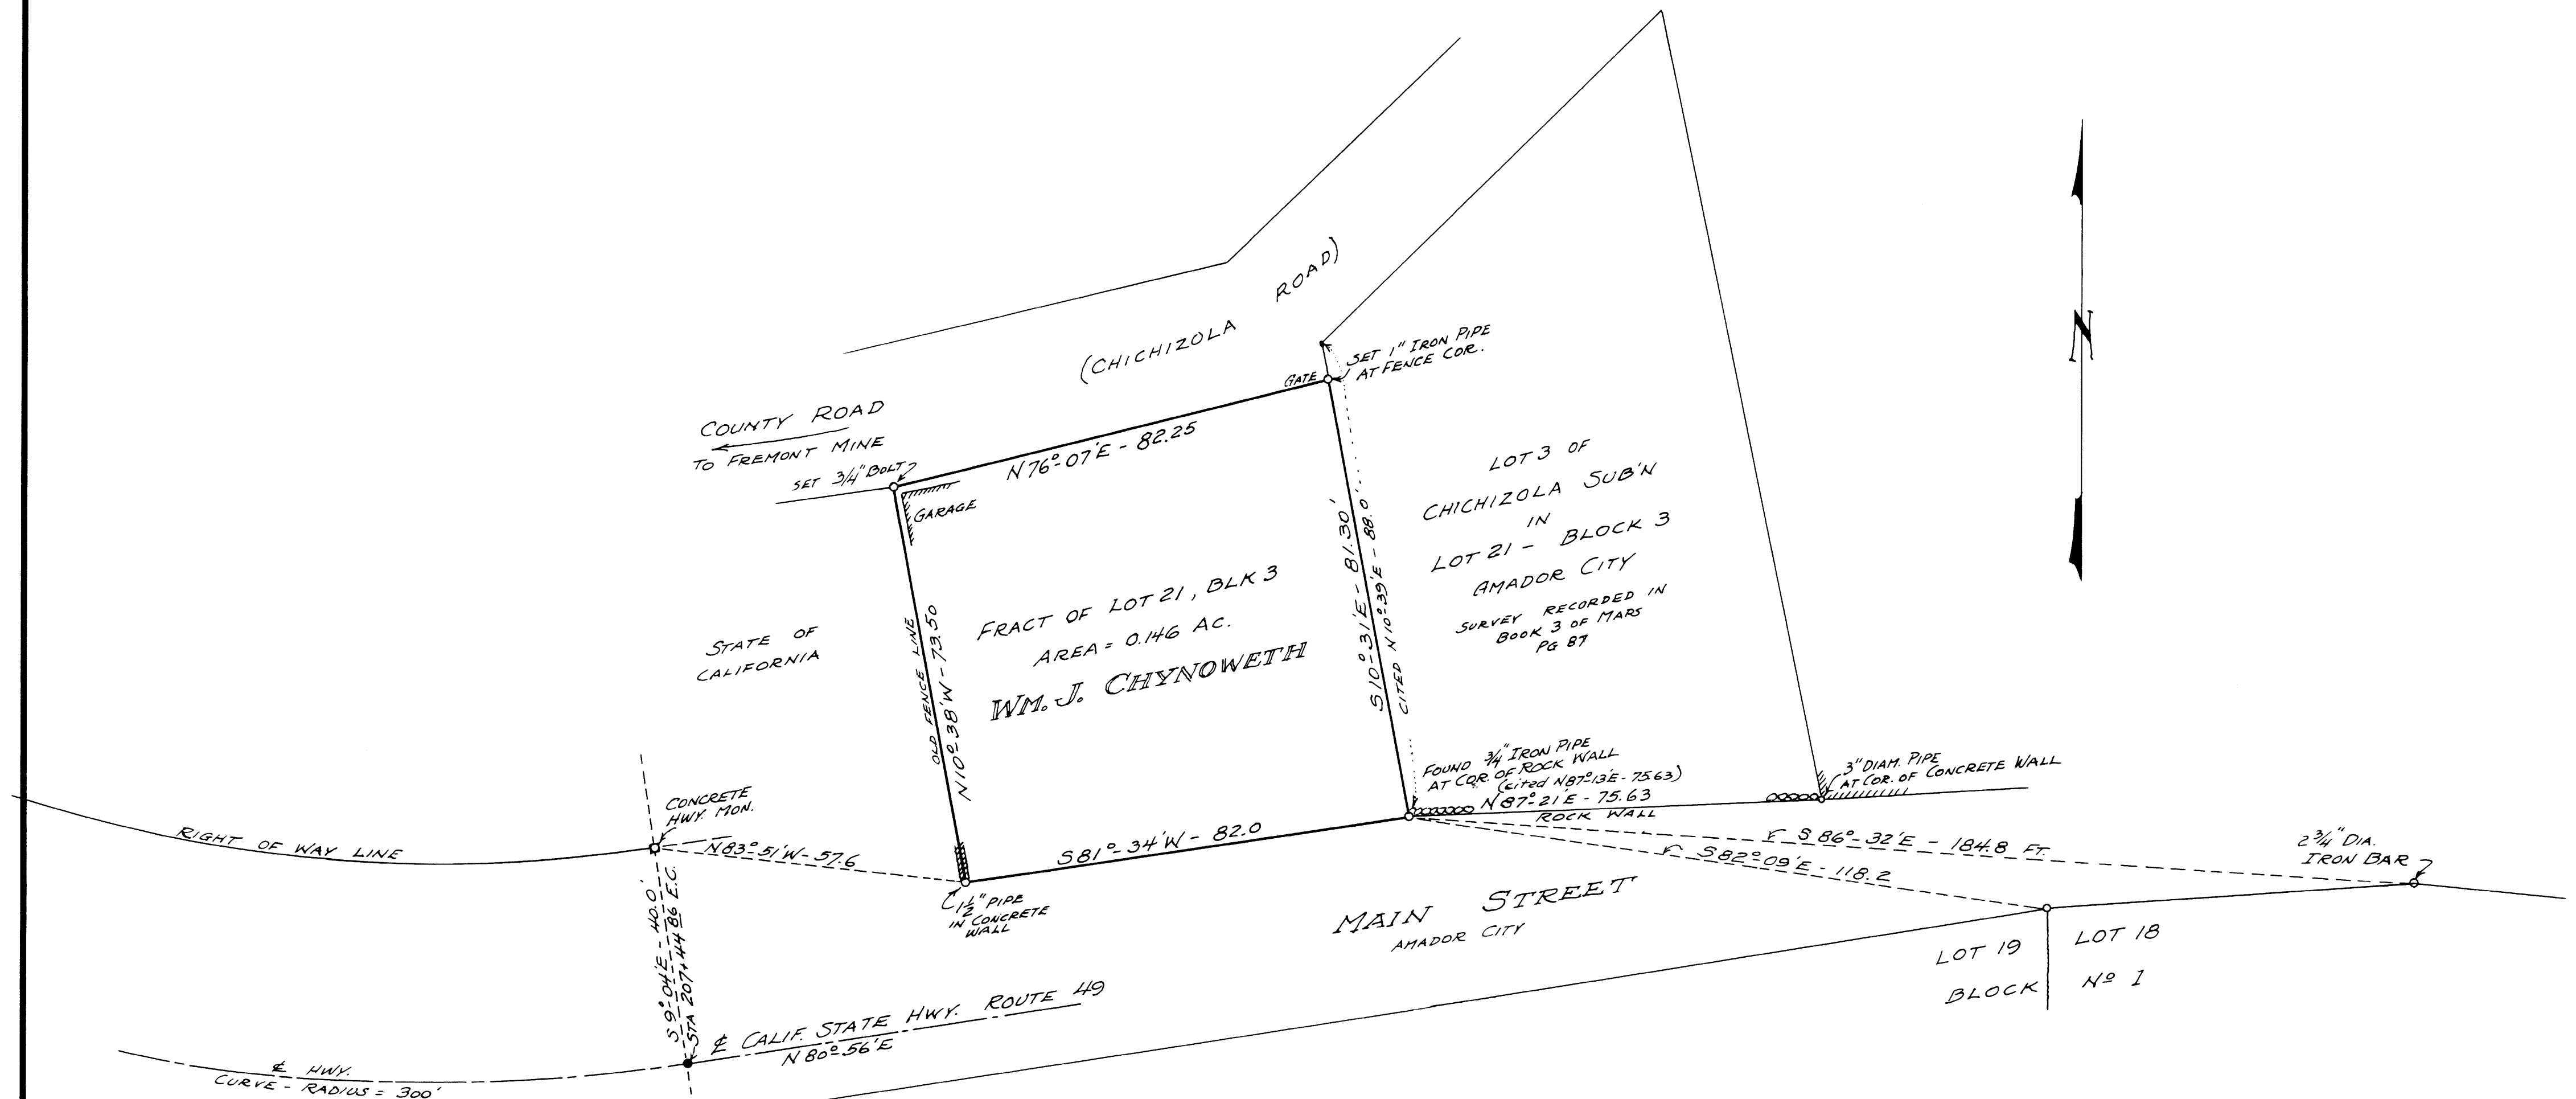 (CHICHIZOLA ROAD)
GATE
SET 1" IRON PIPE
AT FENCE COR.
COUNTY ROAD
TO FREMONT MINE
SET 3/4" BOLT
N76°-07'E - 82.25
GARAGE
N
LOT 3 OF
CHICHIZOLA SUB'N
IN
LOT 21 - BLOCK 3
AMADOR CITY
SURVEY RECORDED IN
BOOK 3 OF MAPS
PG 87
S10°-31'E - 81.30'
CITED N10°-39'E - 88.0'
FRACT OF LOT 21, BLK 3
AREA = 0.146 AC.
WM. J. CHYNOWETH
OLD FENCE LINE
N10°-38'W - 73.50
STATE OF
CALIFORNIA
FOUND 3/4" IRON PIPE
AT COR. OF ROCK WALL
(cited N87°-13'E - 75.63)
N87°-21'E - 75.63
ROCK WALL
3" DIAM. PIPE
AT COR. OF CONCRETE WALL
CONCRETE
HWY. MON.
RIGHT OF WAY LINE
N83°-51'W - 57.6
S81°-34'W - 82.0
S 86°-32'E - 184.8 FT.
S82°-09'E - 118.2
2 3/4" DIA.
IRON BAR
1 1/2" PIPE
IN CONCRETE
WALL
MAIN STREET
AMADOR CITY
LOT 19
LOT 18
BLOCK Nº 1
S9°-04'E - 40.0'
STA 207+44.86 E.C.
℄ CALIF. STATE HWY. ROUTE 49
N80°-56'E
℄ HWY.
CURVE - RADIUS = 300'